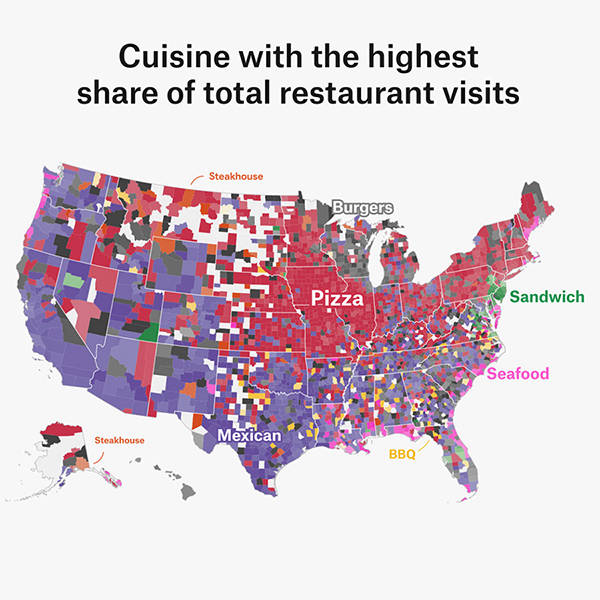 Cuisine with the highest
share of total restaurant visits
Steakhouse
Burgers
Pizza
Sandwich
Seafood
Mexican
Steakhouse
BBQ